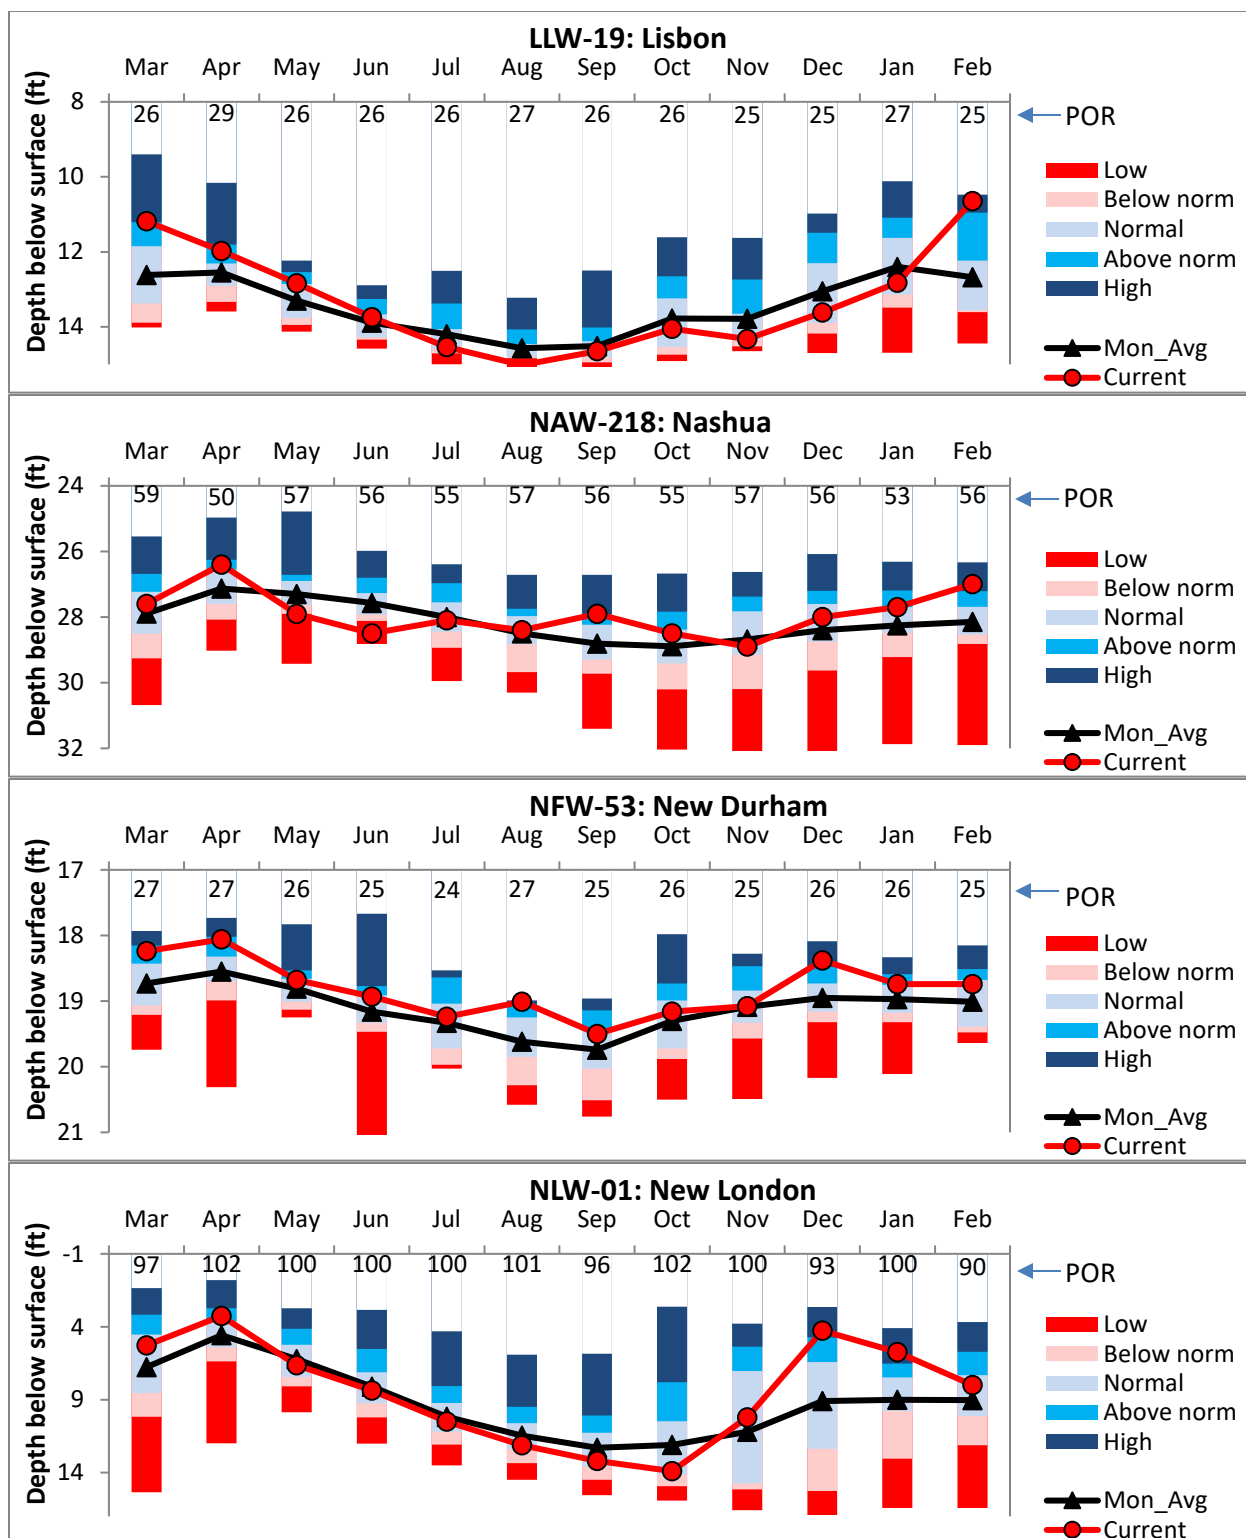 LLW-19: Lisbon
Mar Apr May Jun Jul Aug Sep Oct Nov Dec Jan Feb
Depth below surface (ft)
8
26 29 26 26 26 27 26 26 25 25 27 25
POR
10
12
14
Low
Below norm
Normal
Above norm
High
Mon_Avg
Current
NAW-218: Nashua
Mar Apr May Jun Jul Aug Sep Oct Nov Dec Jan Feb
Depth below surface (ft)
24
59 50 57 56 55 57 56 55 57 56 53 56
POR
26
28
30
32
Low
Below norm
Normal
Above norm
High
Mon_Avg
Current
NFW-53: New Durham
Mar Apr May Jun Jul Aug Sep Oct Nov Dec Jan Feb
Depth below surface (ft)
17
27 27 26 25 24 27 25 26 25 26 26 25
POR
18
19
20
21
Low
Below norm
Normal
Above norm
High
Mon_Avg
Current
NLW-01: New London
Mar Apr May Jun Jul Aug Sep Oct Nov Dec Jan Feb
Depth below surface (ft)
-1
97 102 100 100 100 101 96 102 100 93 100 90
POR
4
9
14
Low
Below norm
Normal
Above norm
High
Mon_Avg
Current